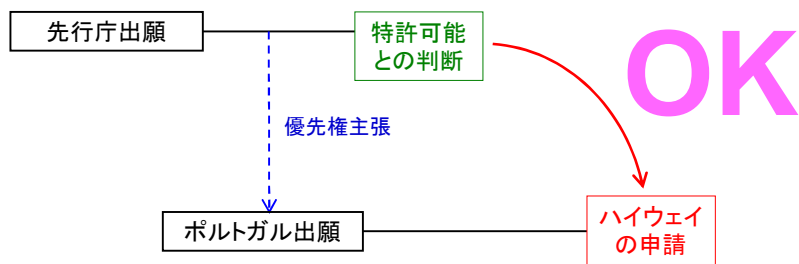 先行庁出願
特許可能
との判断
OK
優先権主張
ポルトガル出願
ハイウェイ
の申請